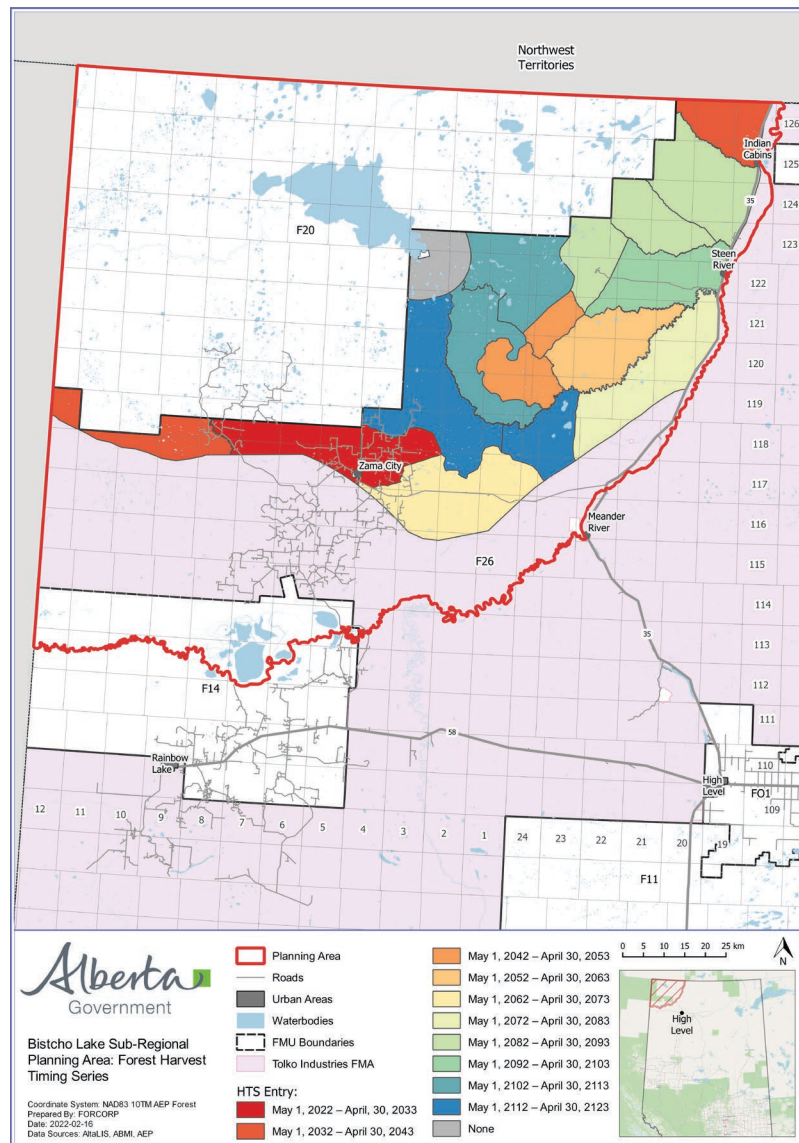 Northwest
Territories
126
Indian
Cabins
125
35
124
F20
123
Steen
River
122
121
120
119
118
Zama City
117
Meander
River
116
F26
115
114
35
113
F14
112
111
58
Rainbow
Lake
110
High
Level
FO1
109
12 11 10 9 8 7 6 5 4 3 2 1 24 23 22 21 20 19
F11
Alberta
Government
Bistcho Lake Sub-Regional
Planning Area: Forest Harvest
Timing Series
Coordinate System: NAD83 10TM AEP Forest
Prepared By: FORCORP
Date: 2022-02-16
Data Sources: AltaLIS, ABMI, AEP
Planning Area
Roads
Urban Areas
Waterbodies
FMU Boundaries
Tolko Industries FMA
HTS Entry:
May 1, 2022 – April, 30, 2033
May 1, 2032 – April 30, 2043
May 1, 2042 – April 30, 2053
May 1, 2052 – April 30, 2063
May 1, 2062 – April 30, 2073
May 1, 2072 – April 30, 2083
May 1, 2082 – April 30, 2093
May 1, 2092 – April 30, 2103
May 1, 2102 – April 30, 2113
May 1, 2112 – April 30, 2123
None
0 5 10 15 20 25 km
N
High
Level